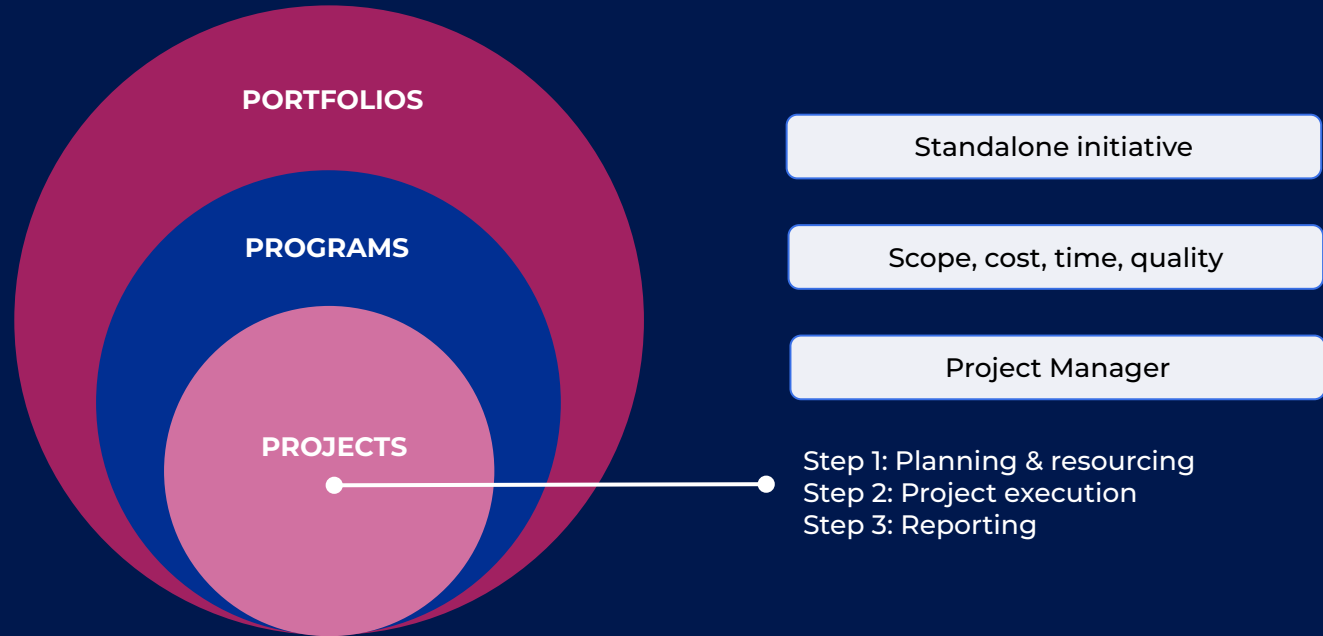 PORTFOLIOS
PROGRAMS
PROJECTS
Standalone initiative
Scope, cost, time, quality
Project Manager
Step 1: Planning & resourcing
Step 2: Project execution
Step 3: Reporting